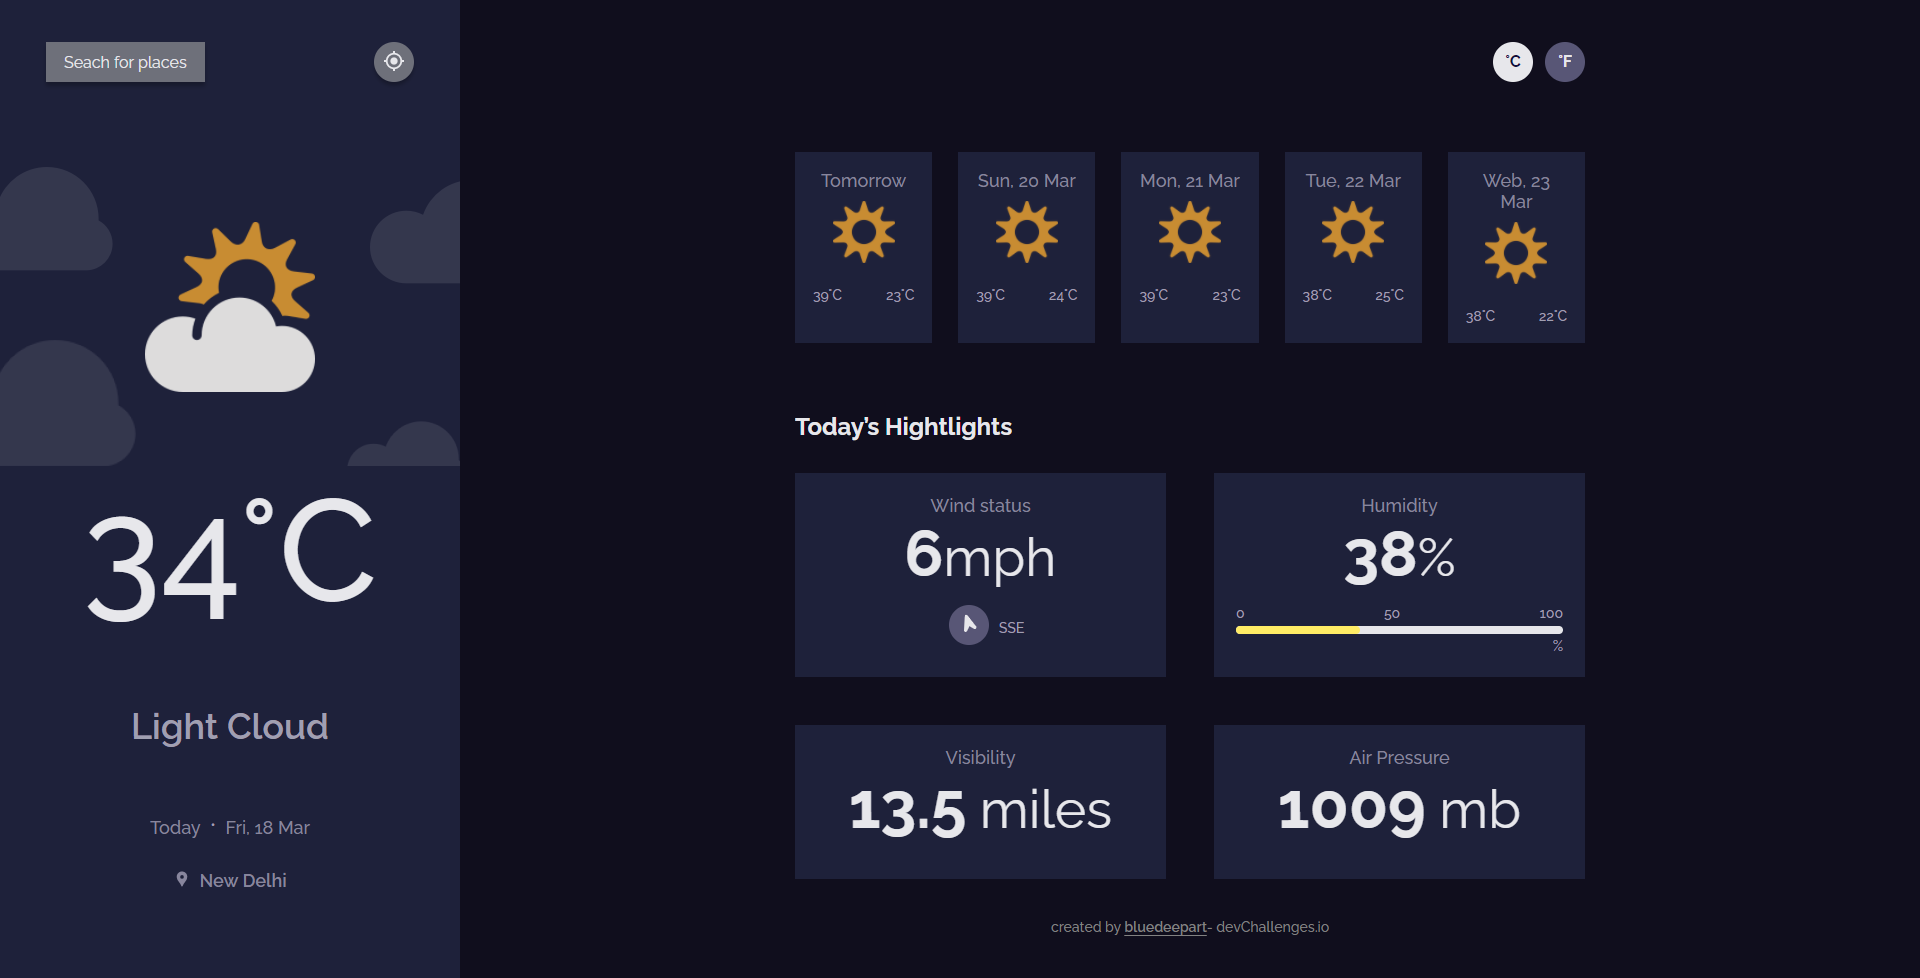 Seach for places
34°C
Light Cloud
Today · Fri, 18 Mar
New Delhi
°C °F
Tomorrow
39°C 23°C
Sun, 20 Mar
39°C 24°C
Mon, 21 Mar
39°C 23°C
Tue, 22 Mar
38°C 25°C
Web, 23
Mar
38°C 22°C
Today's Hightlights
Wind status
6mph
SSE
Humidity
38%
0 50 100
%
Visibility
13.5 miles
Air Pressure
1009 mb
created by bluedeepart- devChallenges.io